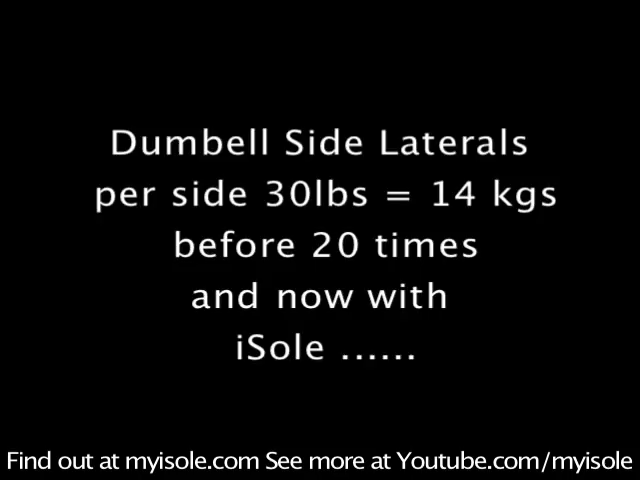 Dumbell Side Laterals
per side 30lbs = 14 kgs
before 20 times
and now with
iSole ......
Find out at myisole.com See more at Youtube.com/myisole